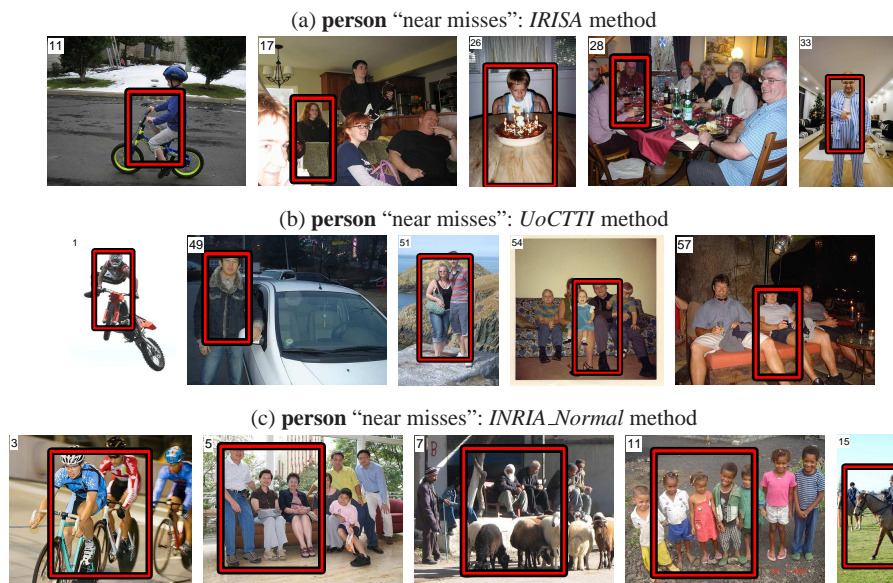 (a) person “near misses”: IRISA method
11 17 26 28 33
(b) person “near misses”: UoCTTI method
1 49 51 54 57
(c) person “near misses”: INRIA_Normal method
3 5 7 11 15